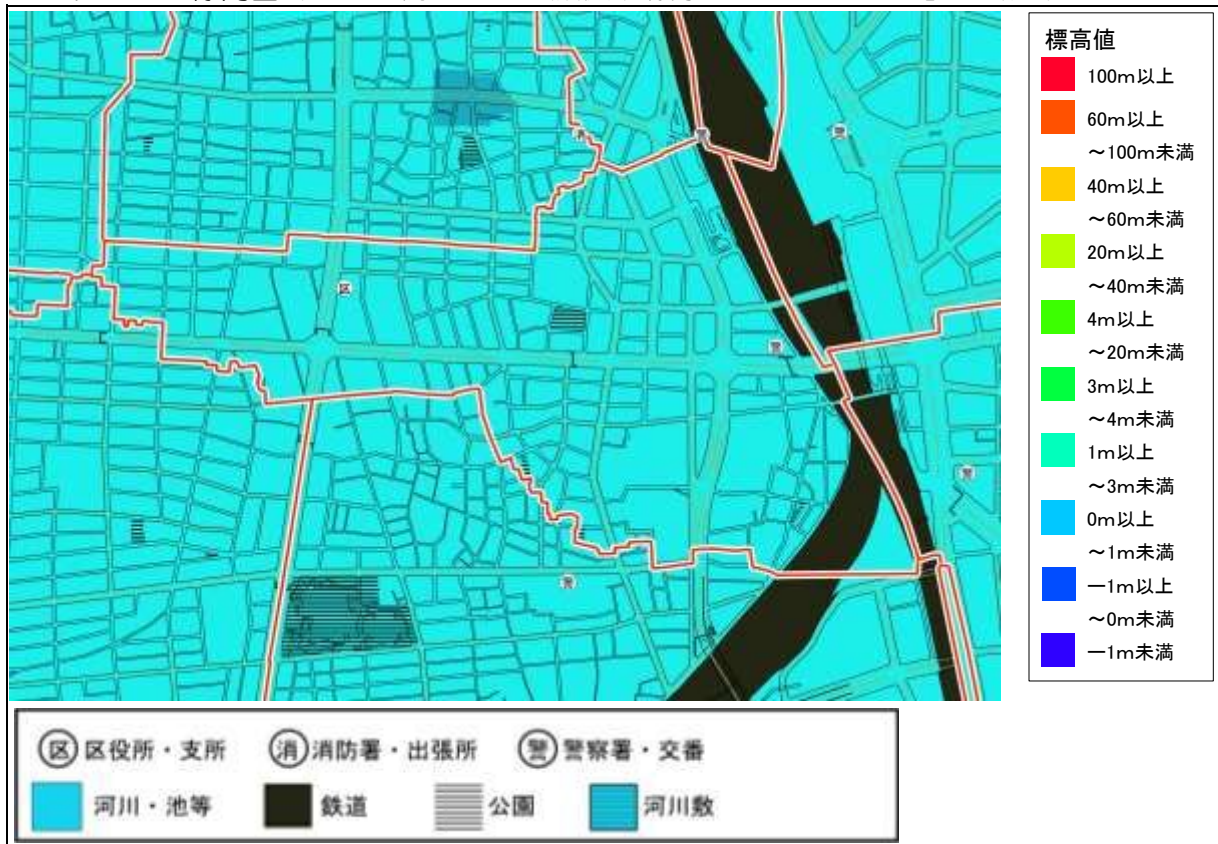 標高値
100m以上
60m以上
～100m未満
40m以上
～60m未満
20m以上
～40m未満
4m以上
～20m未満
3m以上
～4m未満
1m以上
～3m未満
0m以上
～1m未満
－1m以上
～0m未満
－1m未満
区
警
警
警
警
区 区役所・支所 消 消防署・出張所 警 警察署・交番
河川・池等 鉄道 公園 河川敷